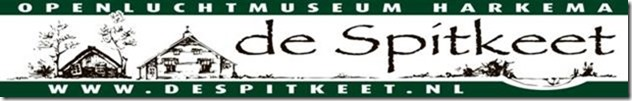 OPENLUCHTMUSEUM HARKEMA
de Spitkeet
WWW.DESPITKEET.NL